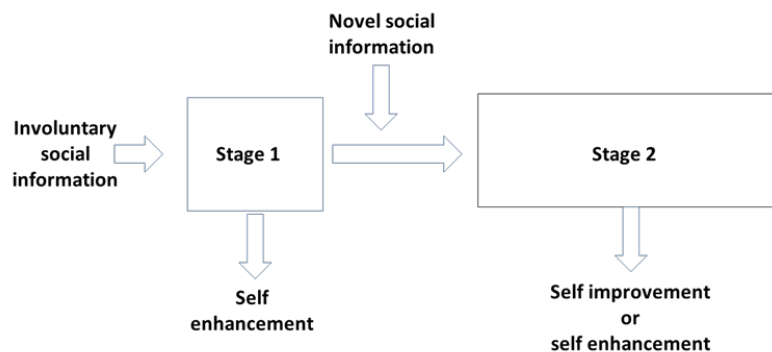 Novel social
information
Involuntary
social
information
Stage 1
Stage 2
Self
enhancement
Self improvement
or
self enhancement